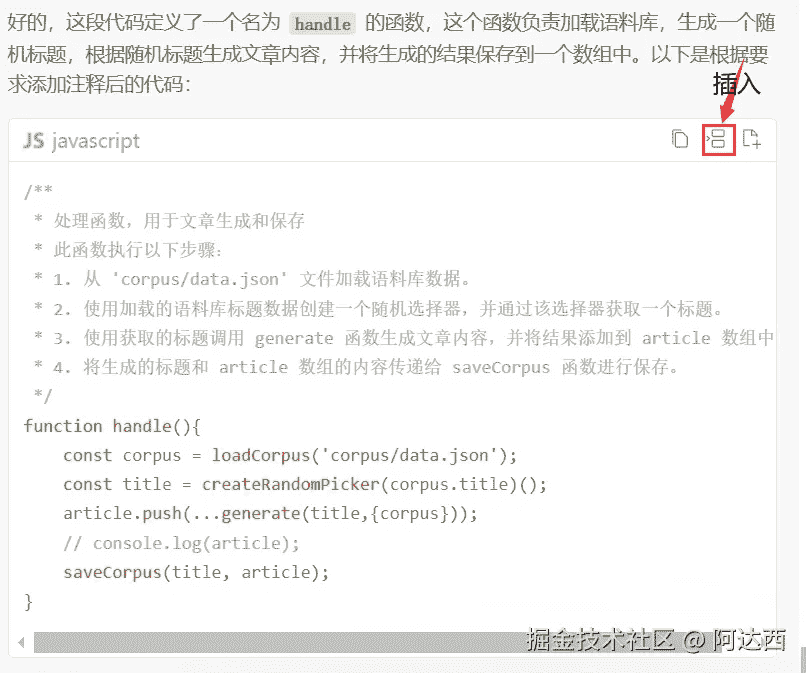 好的，这段代码定义了一个名为 handle 的函数，这个函数负责加载语料库，生成一个随
机标题，根据随机标题生成文章内容，并将生成的结果保存到一个数组中。以下是根据要
求添加注释后的代码：
插入
JS javascript
/**
 * 处理函数，用于文章生成和保存
 * 此函数执行以下步骤：
 * 1. 从 'corpus/data.json' 文件加载语料库数据。
 * 2. 使用加载的语料库标题数据创建一个随机选择器，并通过该选择器获取一个标题。
 * 3. 使用获取的标题调用 generate 函数生成文章内容，并将结果添加到 article 数组中
 * 4. 将生成的标题和 article 数组的内容传递给 saveCorpus 函数进行保存。
 */
function handle(){
    const corpus = loadCorpus('corpus/data.json');
    const title = createRandomPicker(corpus.title)();
    article.push(...generate(title,{corpus}));
    // console.log(article);
    saveCorpus(title, article);
}
掘金技术社区 @ 阿达西